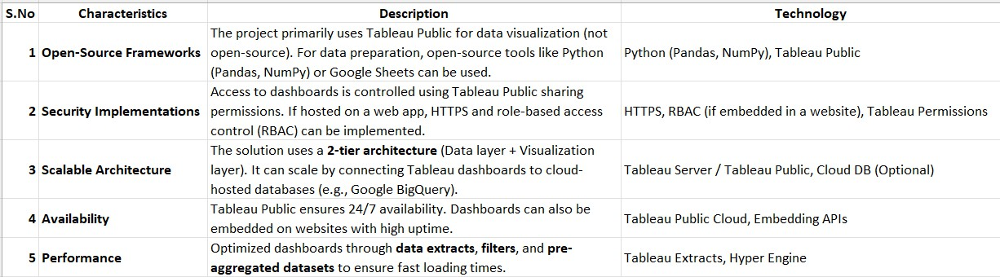 S.No Characteristics Description Technology
1 Open-Source Frameworks
The project primarily uses Tableau Public for data visualization (not
open-source). For data preparation, open-source tools like Python
(Pandas, NumPy) or Google Sheets can be used.
Python (Pandas, NumPy), Tableau Public
2 Security Implementations
Access to dashboards is controlled using Tableau Public sharing
permissions. If hosted on a web app, HTTPS and role-based access
control (RBAC) can be implemented.
HTTPS, RBAC (if embedded in a website), Tableau Permissions
3 Scalable Architecture
The solution uses a 2-tier architecture (Data layer + Visualization
layer). It can scale by connecting Tableau dashboards to cloud-
hosted databases (e.g., Google BigQuery).
Tableau Server / Tableau Public, Cloud DB (Optional)
4 Availability
Tableau Public ensures 24/7 availability. Dashboards can also be
embedded on websites with high uptime.
Tableau Public Cloud, Embedding APIs
5 Performance
Optimized dashboards through data extracts, filters, and pre-
aggregated datasets to ensure fast loading times.
Tableau Extracts, Hyper Engine